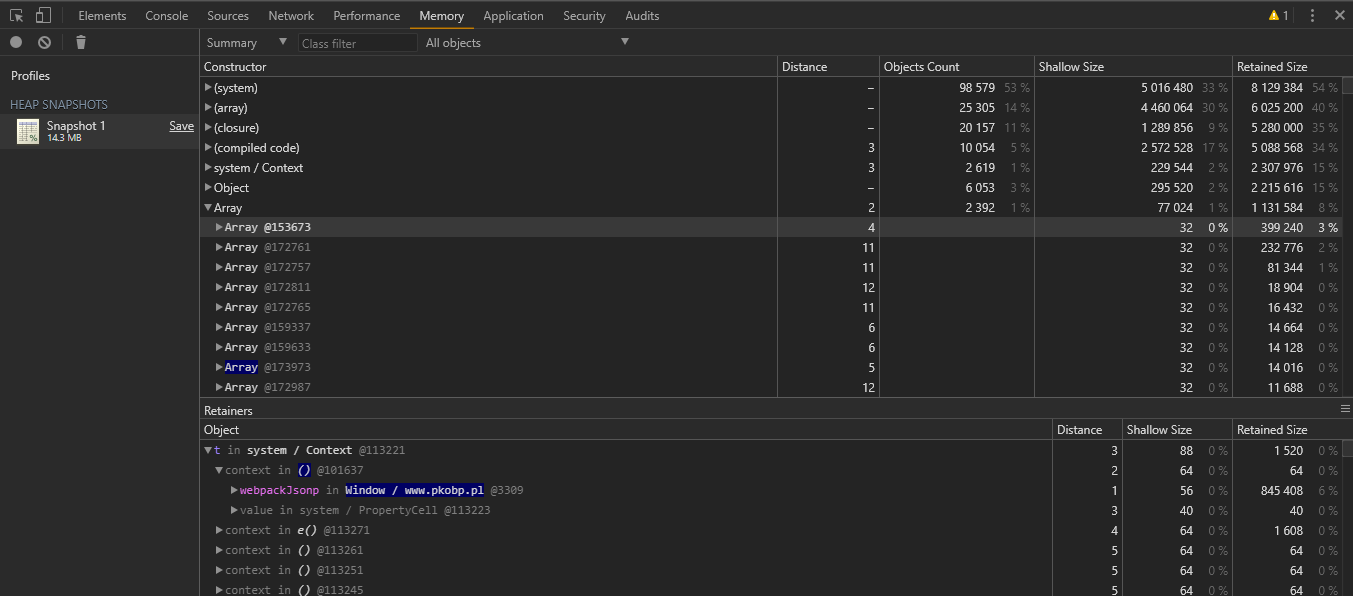 Elements Console Sources Network Performance Memory Application Security Audits 1
Summary Class filter All objects
Profiles
HEAP SNAPSHOTS
Snapshot 1 Save
14.3 MB
Constructor Distance Objects Count Shallow Size Retained Size
(system) – 98 579 53 % 5 016 480 33 % 8 129 384 54 %
(array) – 25 305 14 % 4 460 064 30 % 6 025 200 40 %
(closure) – 20 157 11 % 1 289 856 9 % 5 280 000 35 %
(compiled code) 3 10 054 5 % 2 572 528 17 % 5 088 568 34 %
system / Context 3 2 619 1 % 229 544 2 % 2 307 976 15 %
Object – 6 053 3 % 295 520 2 % 2 215 616 15 %
Array 2 2 392 1 % 77 024 1 % 1 131 584 8 %
Array @153673 4 32 0 % 399 240 3 %
Array @172761 11 32 0 % 232 776 2 %
Array @172757 11 32 0 % 81 344 1 %
Array @172811 12 32 0 % 18 904 0 %
Array @172765 11 32 0 % 16 432 0 %
Array @159337 6 32 0 % 14 664 0 %
Array @159633 6 32 0 % 14 128 0 %
Array @173973 5 32 0 % 14 016 0 %
Array @172987 12 32 0 % 11 688 0 %
Retainers
Object Distance Shallow Size Retained Size
t in system / Context @113221 3 88 0 % 1 520 0 %
context in () @101637 2 64 0 % 64 0 %
webpackJsonp in Window / www.pkobp.pl @3309 1 56 0 % 845 408 6 %
value in system / PropertyCell @113223 3 40 0 % 40 0 %
context in e() @113271 4 64 0 % 1 608 0 %
context in () @113261 5 64 0 % 64 0 %
context in () @113251 5 64 0 % 64 0 %
context in () @113245 5 64 0 % 64 0 %